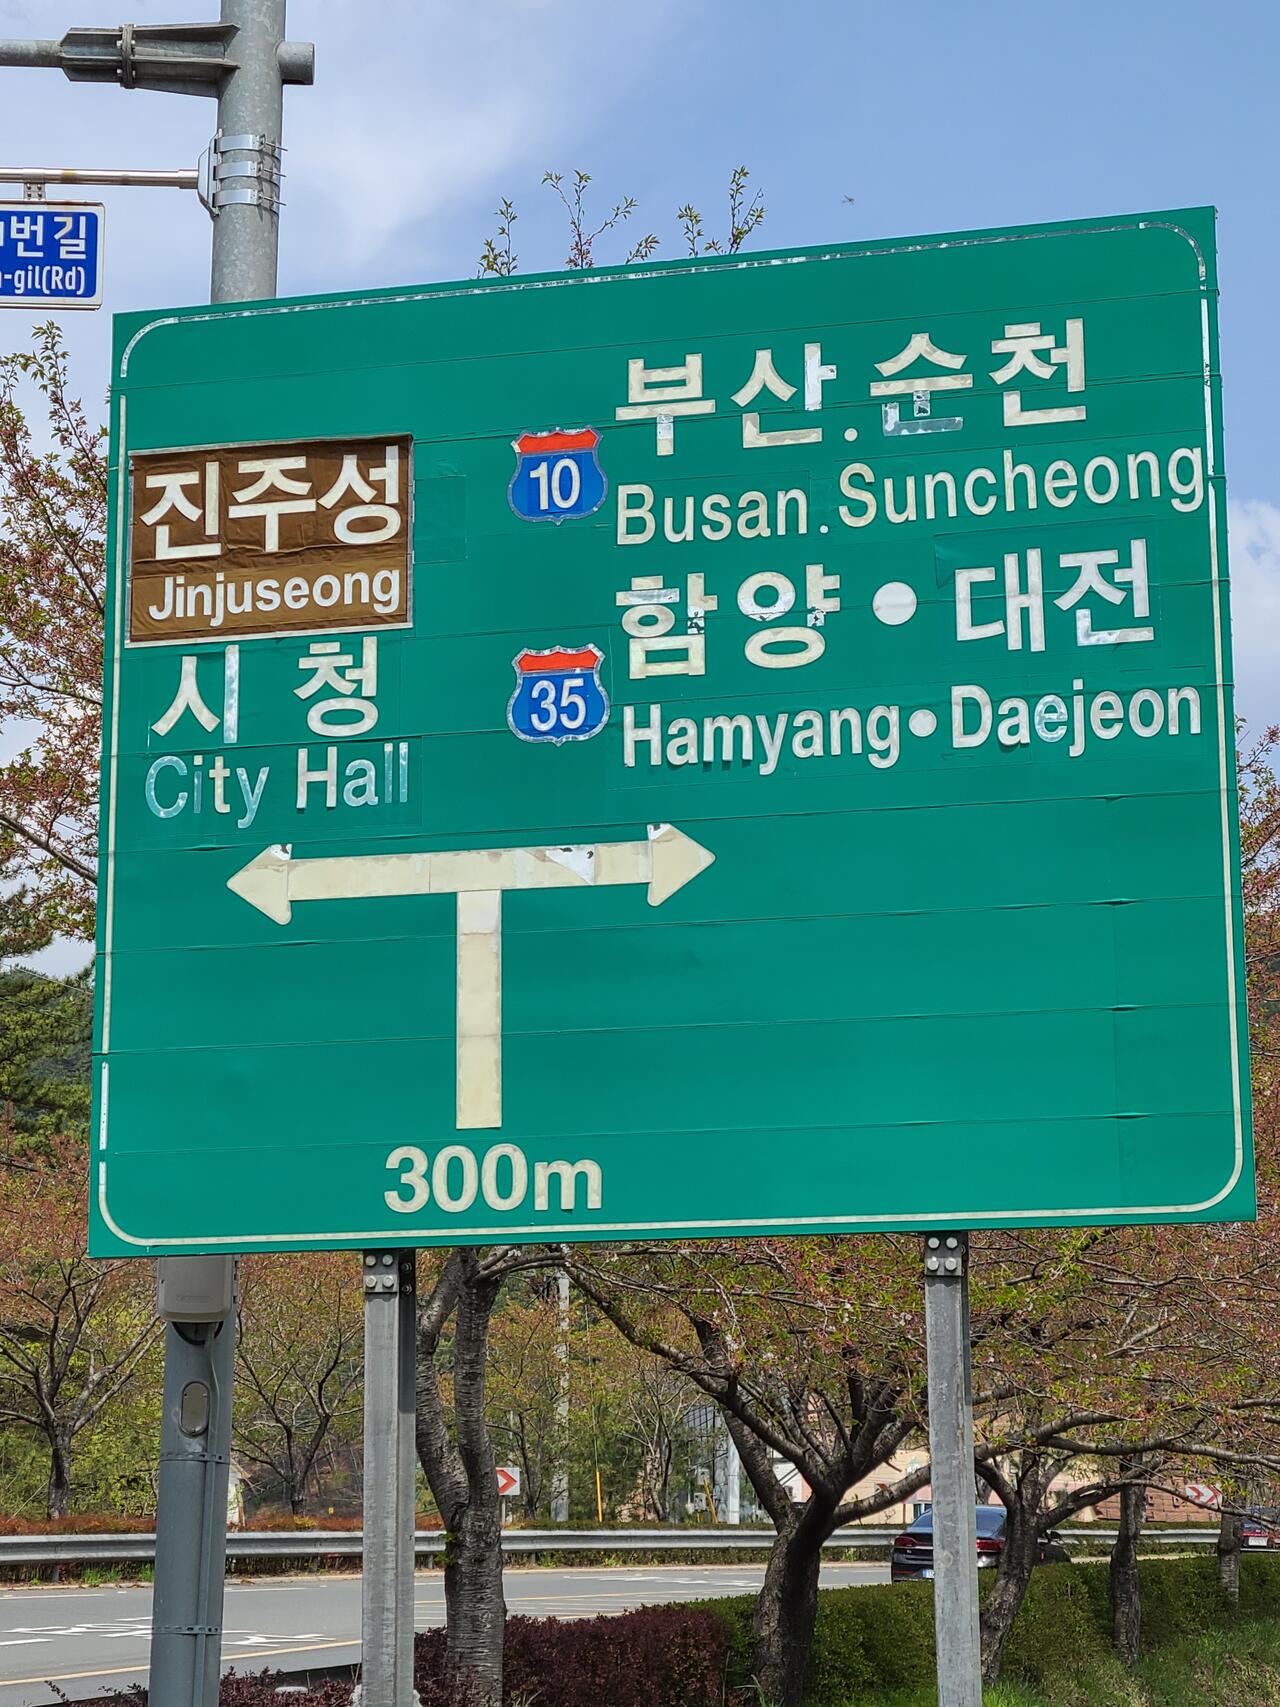 번길
-gil(Rd)
진주성
Jinjuseong
시청
City Hall
10
부산.순천
Busan.Suncheong
35
함양•대전
Hamyang•Daejeon
300m